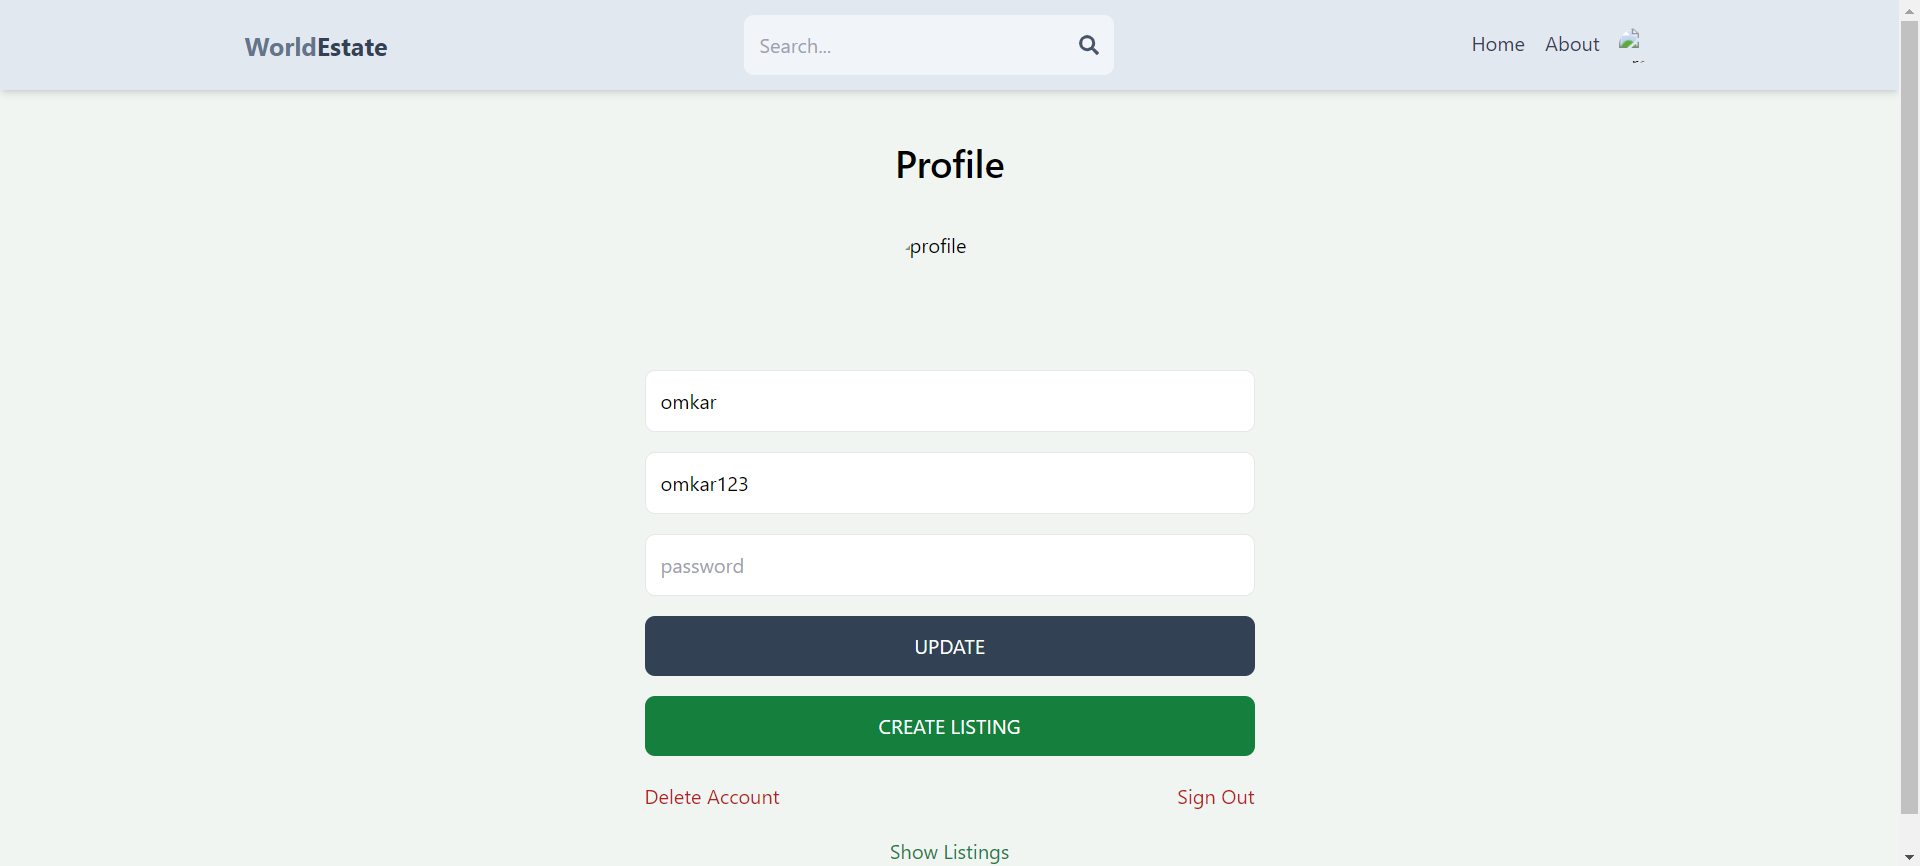 WorldEstate
Search...
Home
About
Profile
profile
omkar
omkar123
password
UPDATE
CREATE LISTING
Delete Account
Sign Out
Show Listings